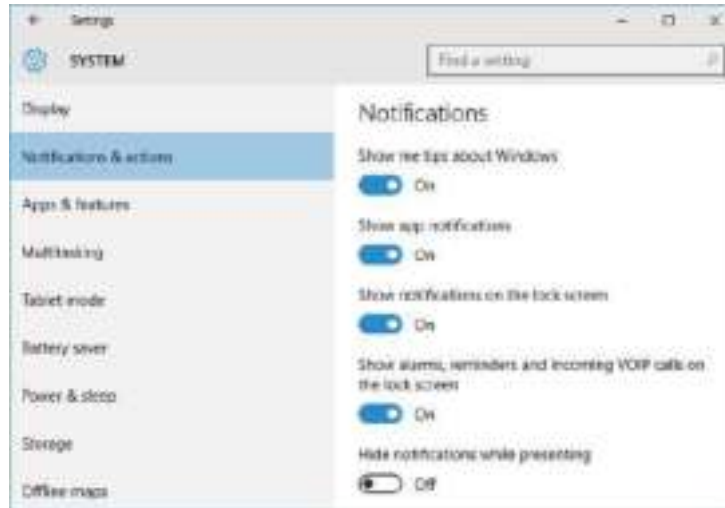 Settings
SYSTEM
Find a setting
Display
Notifications & actions
Apps & features
Multitasking
Tablet mode
Battery saver
Power & sleep
Storage
Offline maps
Notifications
Show me tips about Windows
On
Show app notifications
On
Show notifications on the lock screen
On
Show alarms, reminders and incoming VOIP calls on
the lock screen
On
Hide notifications while presenting
Off